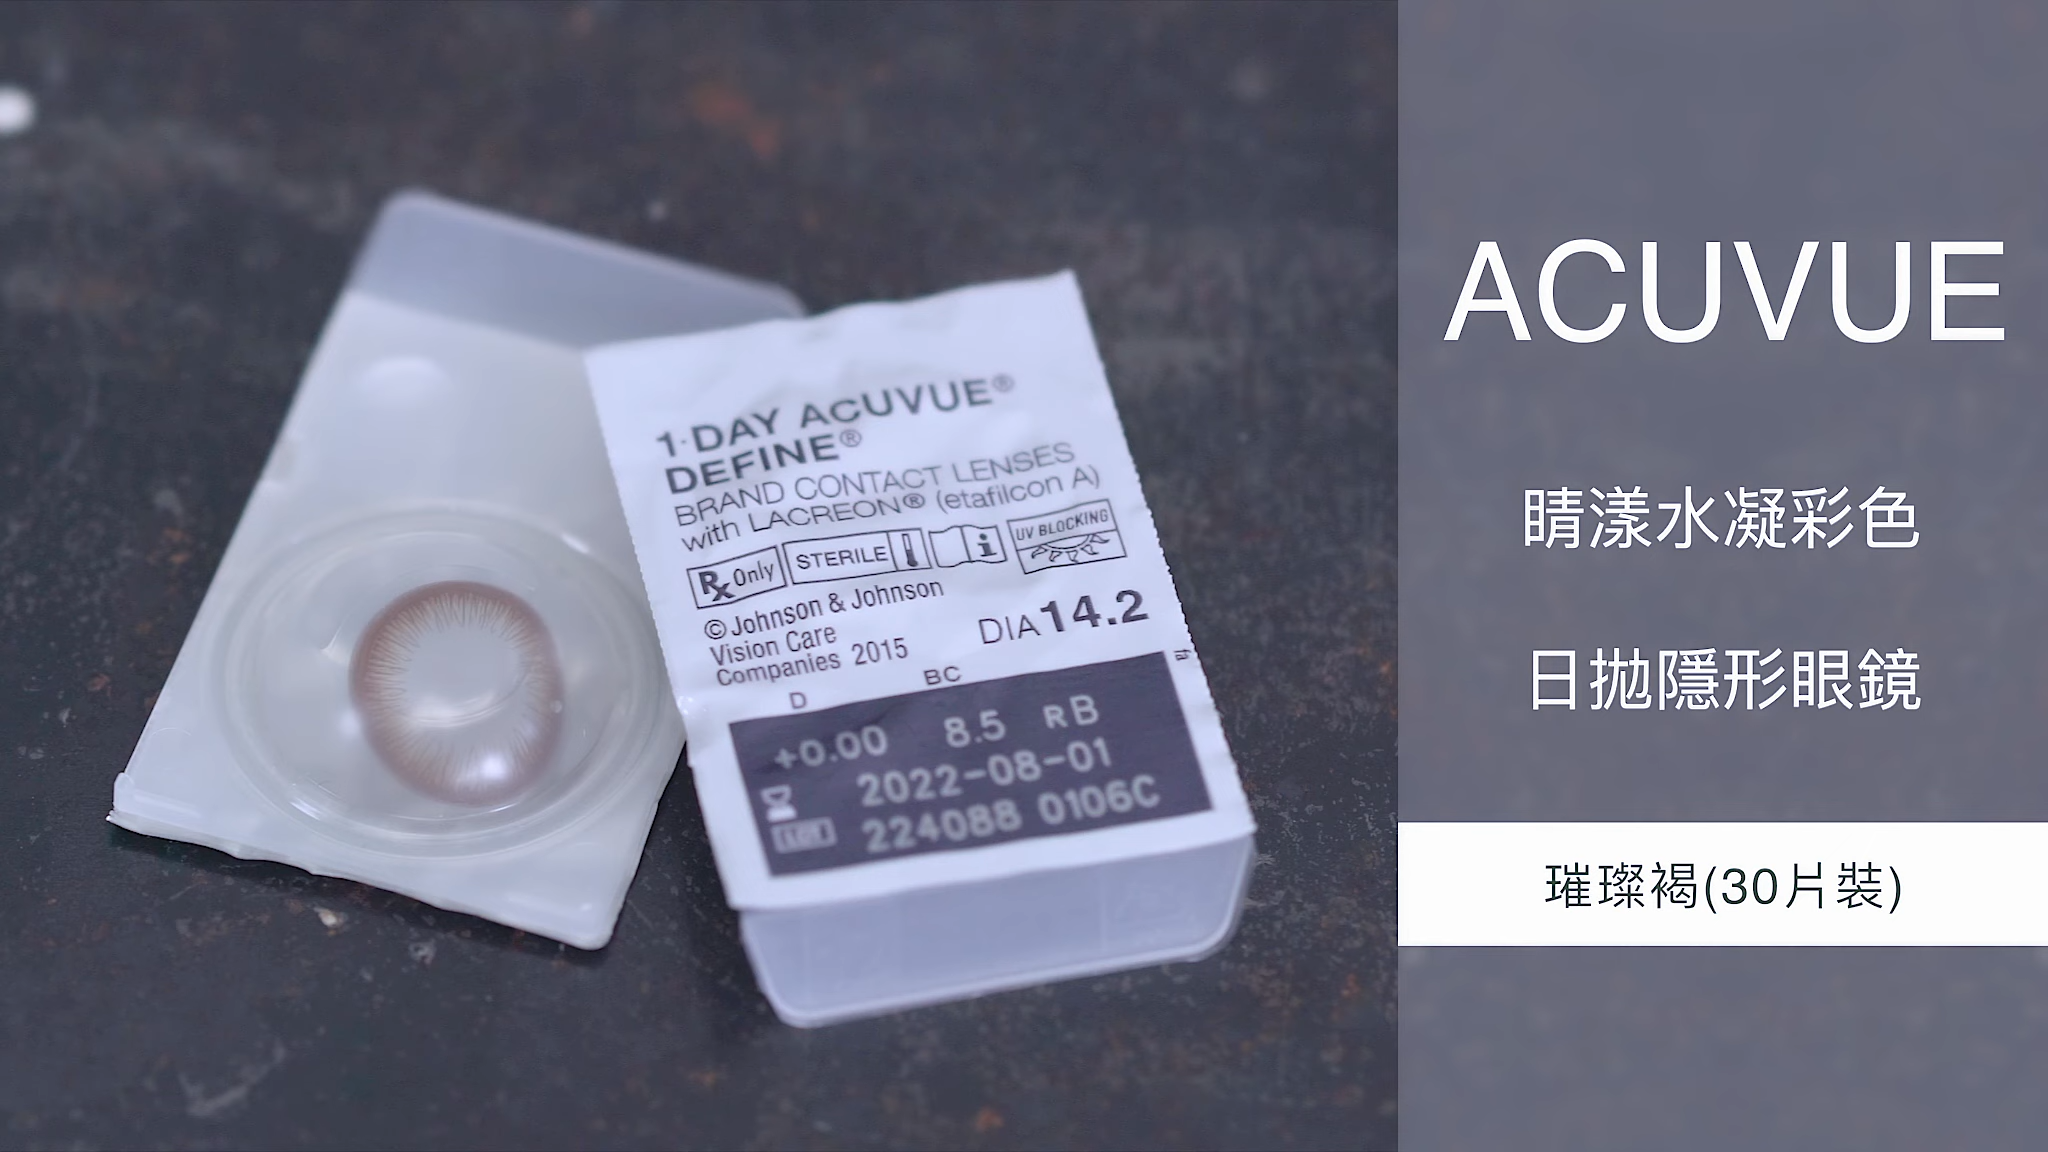 1·DAY ACUVUE®
DEFINE®
BRAND CONTACT LENSES
with LACREON® (etafilcon A)
Rx Only
STERILE
i
UV BLOCKING
© Johnson & Johnson
Vision Care
Companies 2015
DIA 14.2
D
BC
+0.00 8.5 RB
2022-08-01
LOT 224088 0106C
ACUVUE
睛漾水凝彩色
日拋隱形眼鏡
璀璨褐(30片裝)